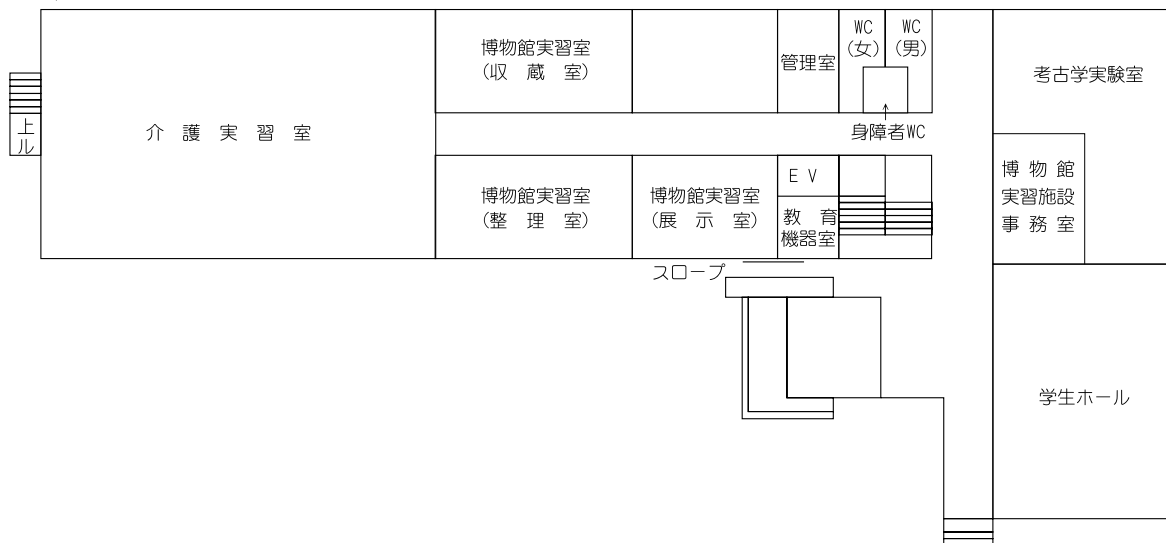 博物館実習室
(収 蔵 室)
管理室
WC
(女)
WC
(男)
考古学実験室
上
ル
介 護 実 習 室
身障者WC
博物館実習室
(整 理 室)
博物館実習室
(展 示 室)
E V
教 育
機器室
博 物 館
実習施設
事 務 室
スロープ
学生ホール